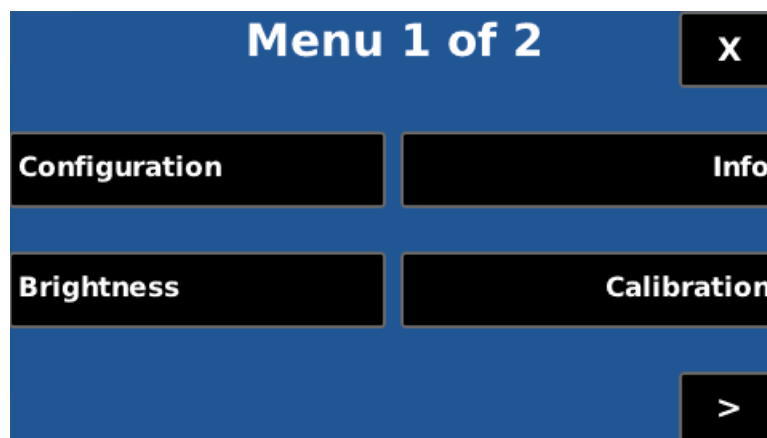 Menu 1 of 2
X
Configuration
Info
Brightness
Calibration
>